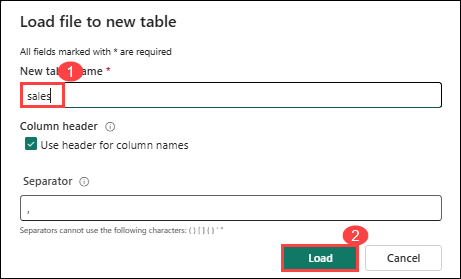 Load file to new table
All fields marked with * are required
New tab 1 ame *
sales
Column header
Use header for column names
Separator
,
Separators cannot use the following characters: ( ) [ ] { } ' "
2
Load Cancel